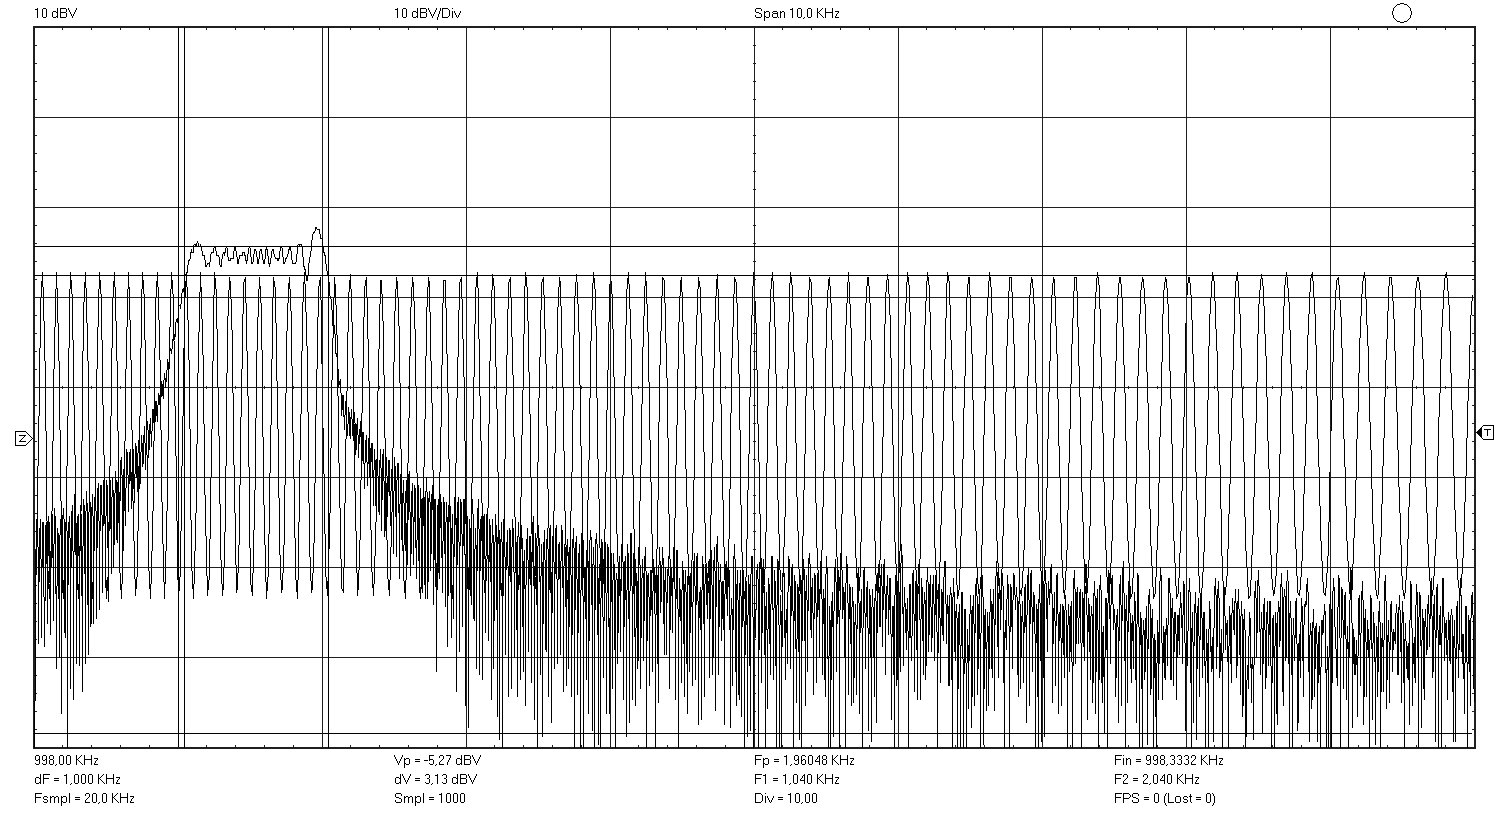 10 dBV 10 dBV/Div Span 10,0 KHz
Z T
998,00 KHz Vp = -5,27 dBV Fp = 1,96048 KHz Fin = 998,3332 KHz
dF = 1,000 KHz dV = 3,13 dBV F1 = 1,040 KHz F2 = 2,040 KHz
Fsmpl = 20,0 KHz Smpl = 1000 Div = 10,00 FPS = 0 (Lost = 0)